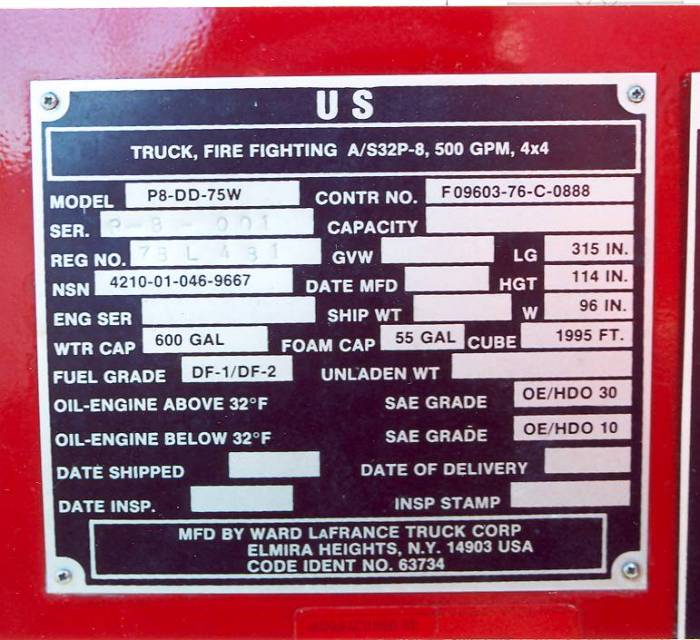 US
TRUCK, FIRE FIGHTING A/S32P-8, 500 GPM, 4x4
MODEL P8-DD-75W CONTR NO. F09603-76-C-0888
SER. P-8-001 CAPACITY
REG NO. GVW LG 315 IN.
NSN 4210-01-046-9667 DATE MFD HGT 114 IN.
ENG SER SHIP WT W 96 IN.
WTR CAP 600 GAL FOAM CAP 55 GAL CUBE 1995 FT.
FUEL GRADE DF-1/DF-2 UNLADEN WT
OIL-ENGINE ABOVE 32°F SAE GRADE OE/HDO 30
OIL-ENGINE BELOW 32°F SAE GRADE OE/HDO 10
DATE SHIPPED DATE OF DELIVERY
DATE INSP. INSP STAMP
MFD BY WARD LaFRANCE TRUCK CORP
ELMIRA HEIGHTS, N.Y. 14903 USA
CODE IDENT NO. 63734